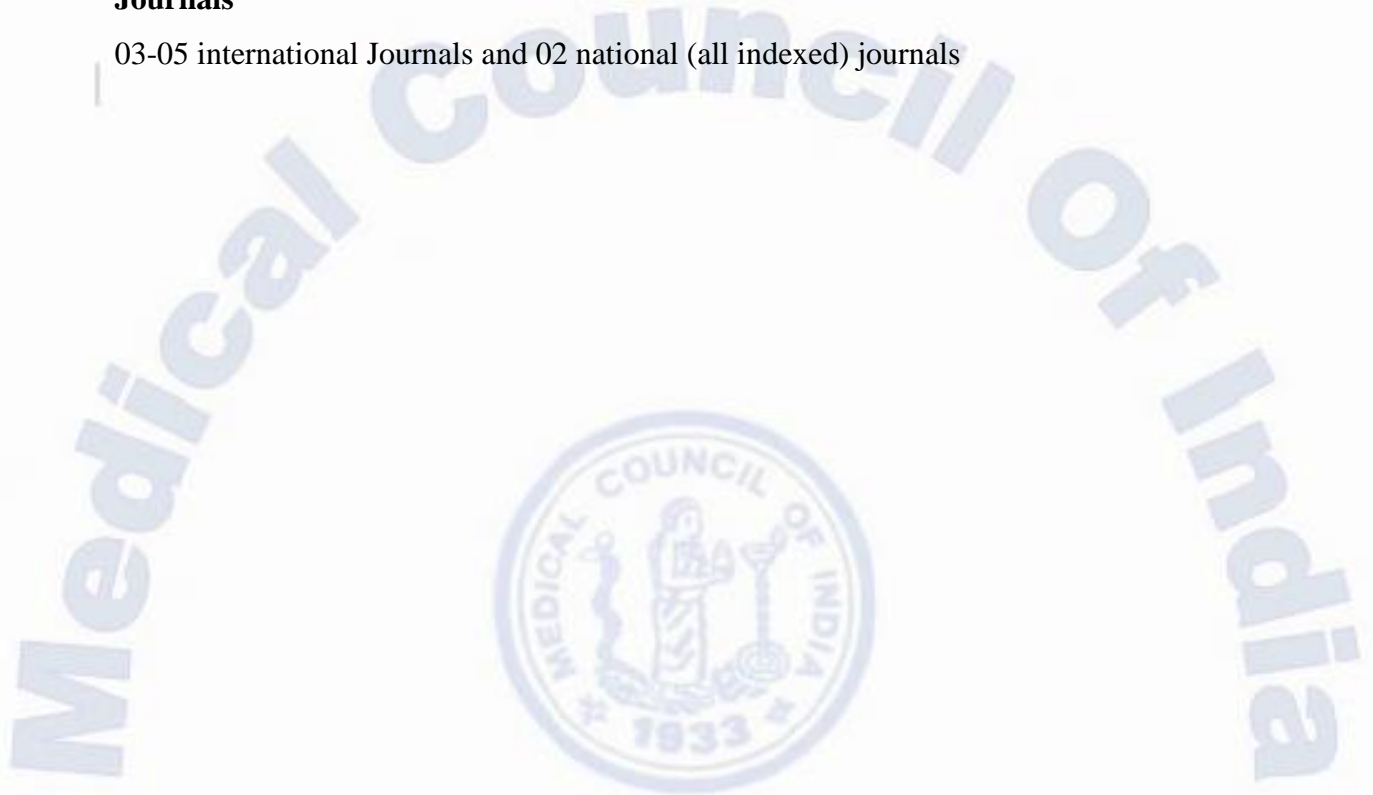 Journals
03-05 international Journals and 02 national (all indexed) journals
Medical Council Of India
MEDICAL COUNCIL OF INDIA
1933